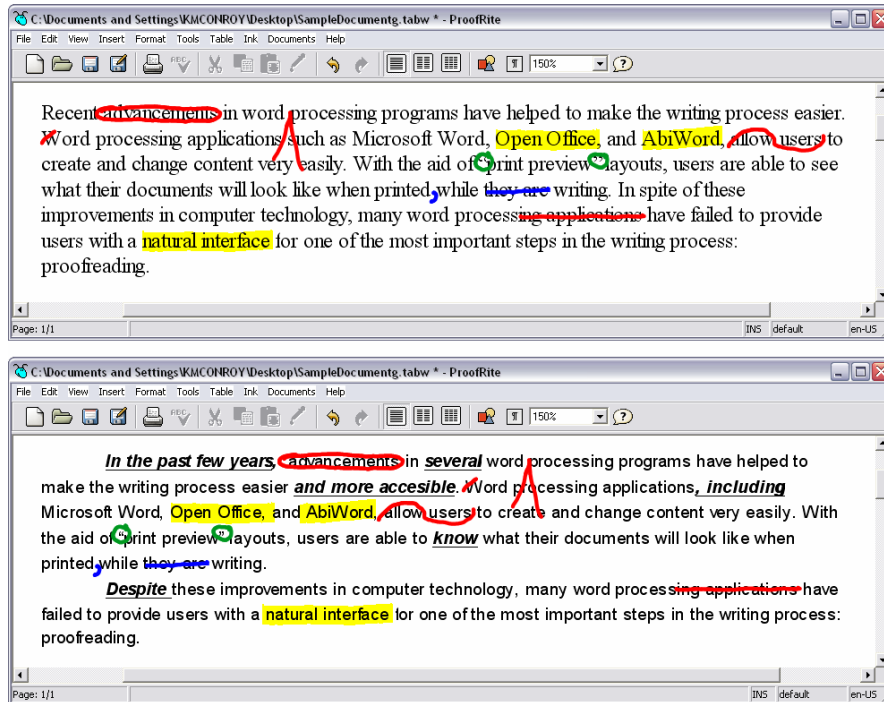 C:\Documents and Settings\KMCONROY\Desktop\SampleDocumentg.tabw * - ProofRite
File Edit View Insert Format Tools Table Ink Documents Help
ABC 150% ?
Recent advancements in word processing programs have helped to make the writing process easier.
Word processing applications such as Microsoft Word, Open Office, and AbiWord, allow users to
create and change content very easily. With the aid of "print preview" layouts, users are able to see
what their documents will look like when printed, while they are writing. In spite of these
improvements in computer technology, many word processing applications have failed to provide
users with a natural interface for one of the most important steps in the writing process:
proofreading.
Page: 1/1 INS default en-US
C:\Documents and Settings\KMCONROY\Desktop\SampleDocumentg.tabw * - ProofRite
File Edit View Insert Format Tools Table Ink Documents Help
ABC 150% ?
In the past few years, advancements in several word processing programs have helped to
make the writing process easier and more accesible. Word processing applications, including
Microsoft Word, Open Office, and AbiWord, allow users to create and change content very easily. With
the aid of "print preview" layouts, users are able to know what their documents will look like when
printed, while they are writing.
Despite these improvements in computer technology, many word processing applications have
failed to provide users with a natural interface for one of the most important steps in the writing process:
proofreading.
Page: 1/1 INS default en-US